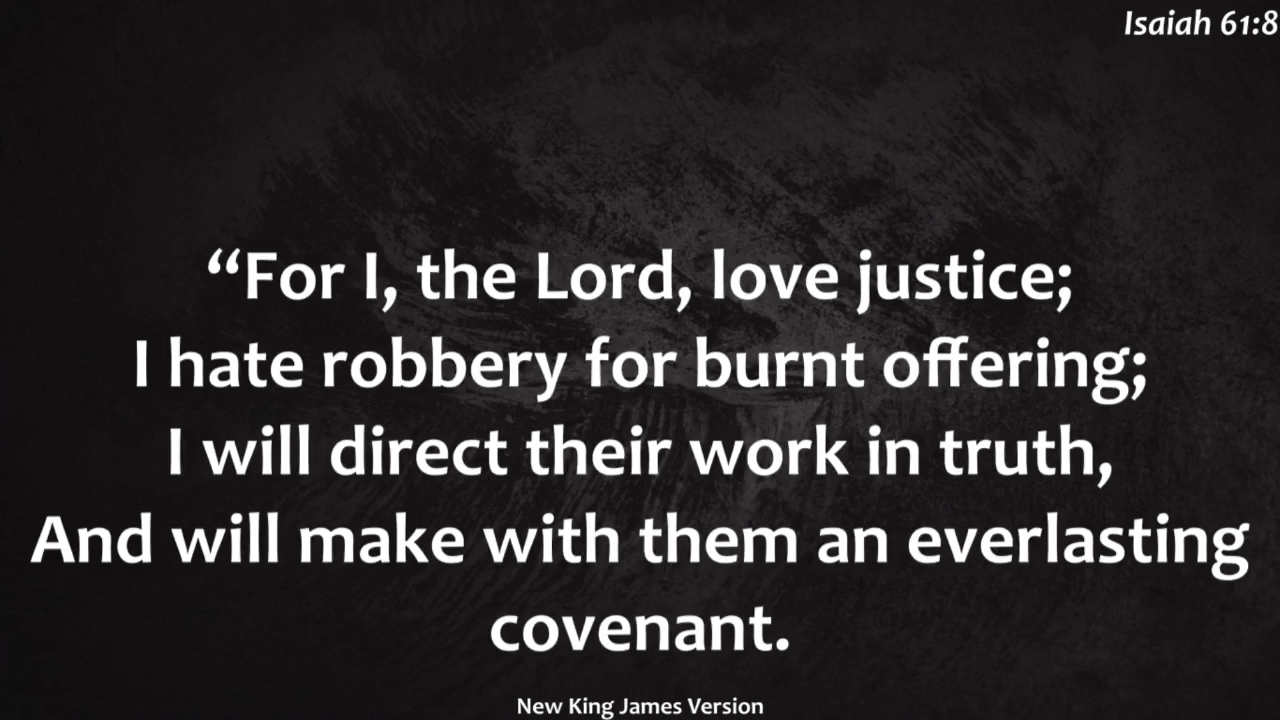 Isaiah 61:8
“For I, the Lord, love justice;
I hate robbery for burnt offering;
I will direct their work in truth,
And will make with them an everlasting
covenant.
New King James Version